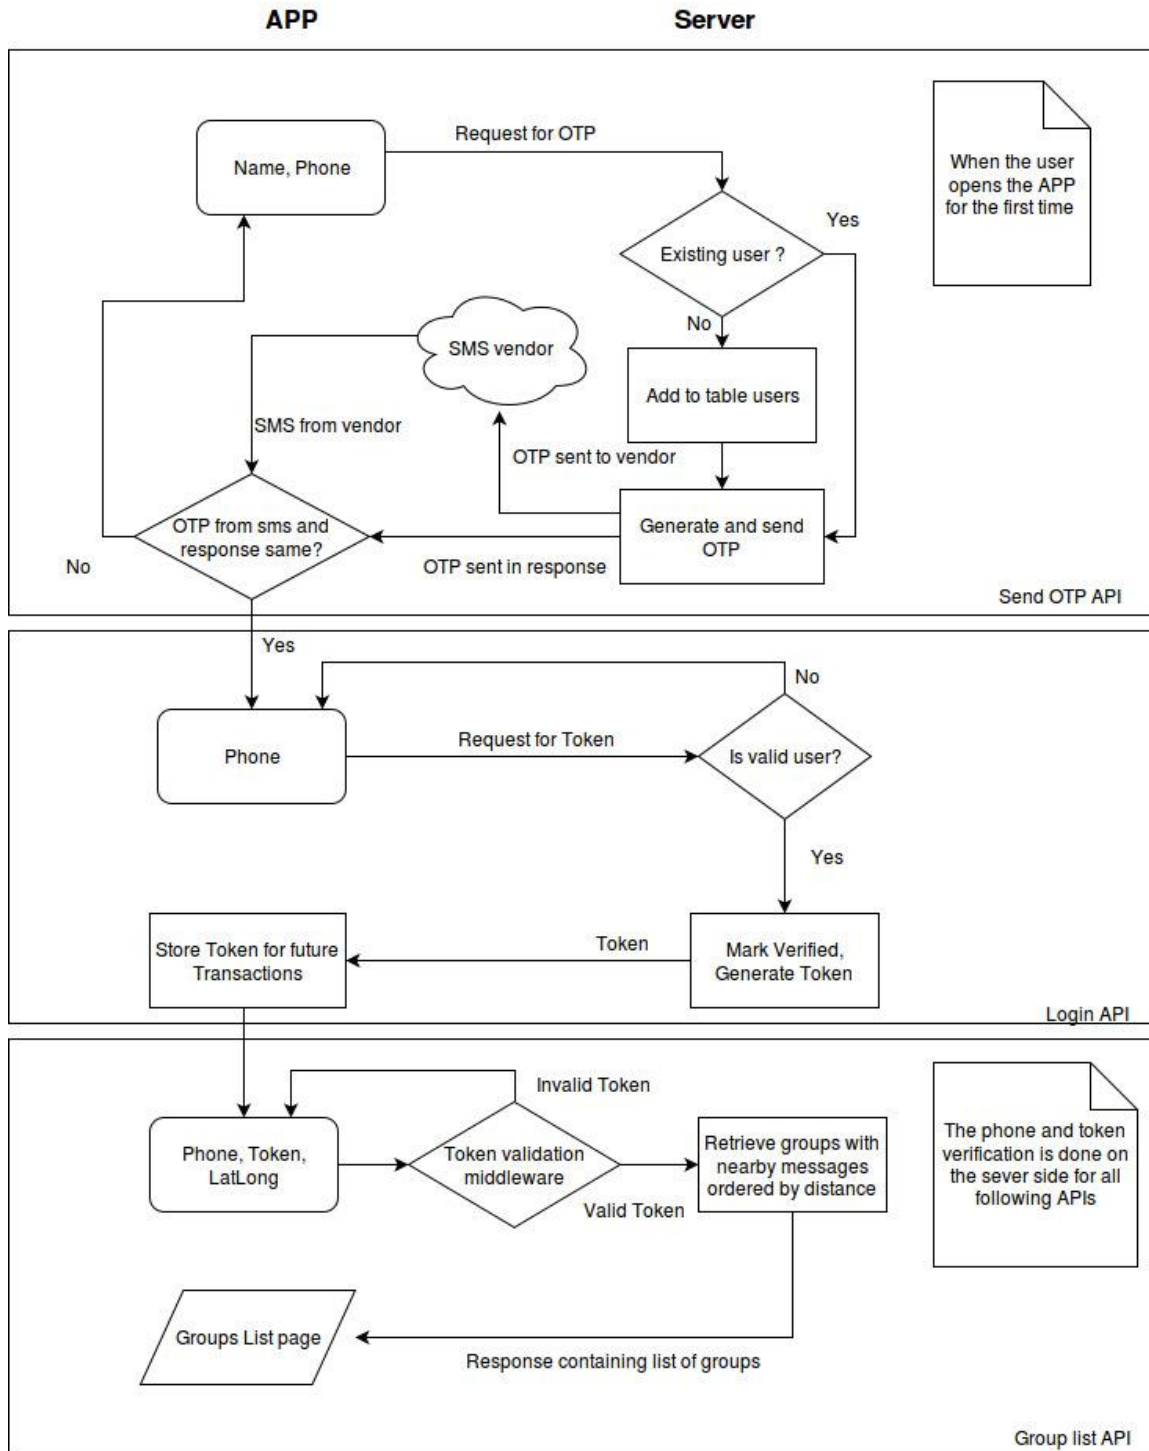 APP
Server
Request for OTP
Name, Phone
When the user
opens the APP
for the first time
Yes
Existing user ?
No
SMS vendor
Add to table users
SMS from vendor
OTP sent to vendor
OTP from sms and
response same?
Generate and send
OTP
No
OTP sent in response
Send OTP API
Yes
No
Request for Token
Phone
Is valid user?
Yes
Store Token for future
Transactions
Token
Mark Verified,
Generate Token
Login API
Invalid Token
Phone, Token,
LatLong
Token validation
middleware
Valid Token
Retrieve groups with
nearby messages
ordered by distance
The phone and token
verification is done on
the sever side for all
following APIs
Groups List page
Response containing list of groups
Group list API